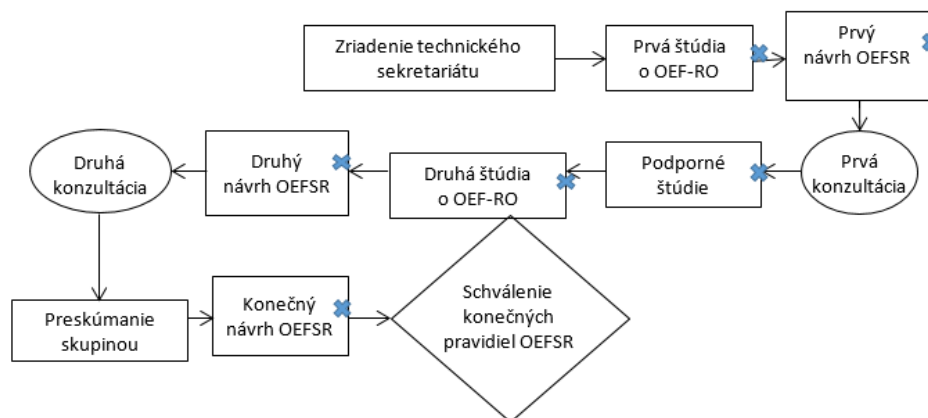 Zriadenie technického
sekretariátu
Prvá štúdia
o OEF-RO
Prvý
návrh OEFSR
Prvá
konzultácia
Podporné
štúdie
Druhá štúdia
o OEF-RO
Druhý
návrh OEFSR
Druhá
konzultácia
Preskúmanie
skupinou
Konečný
návrh OEFSR
Schválenie
konečných
pravidiel OEFSR